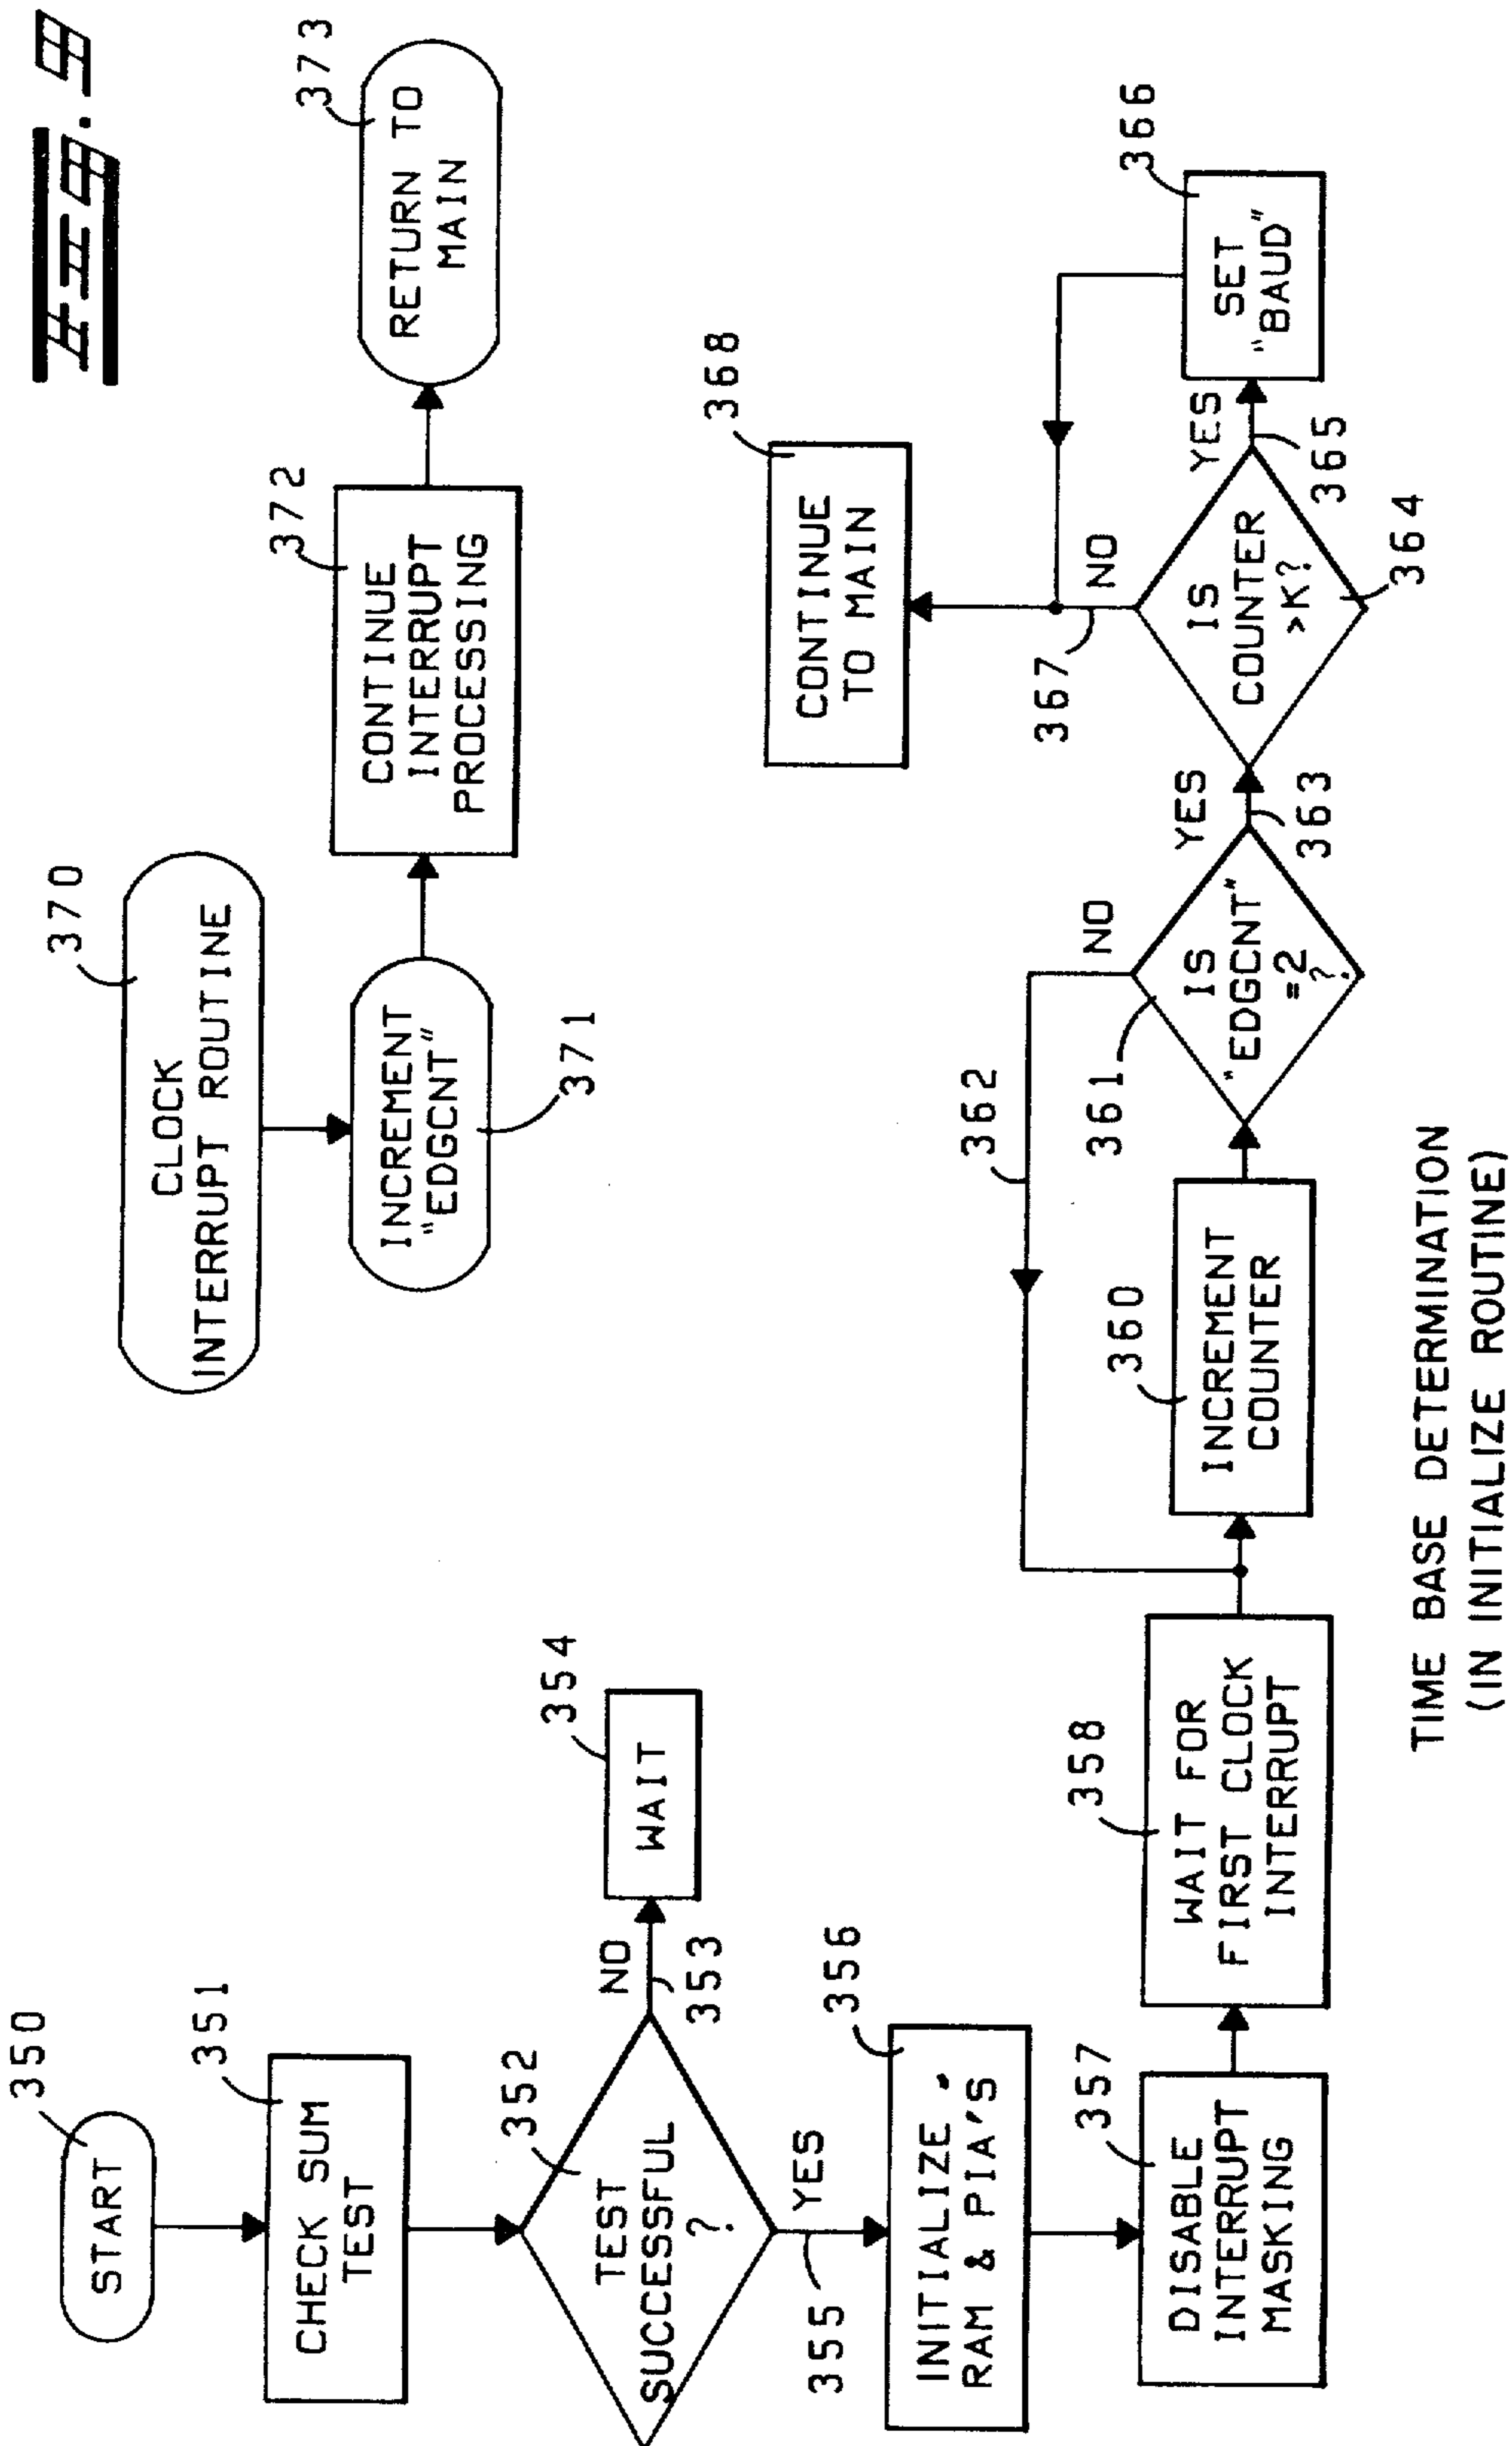 Fig. 9
350
START
351
CHECK SUM
TEST
352
TEST
SUCCESSFUL
?
NO
353
354
WAIT
355
YES
356
INITIALIZE
RAM & PIA'S
357
DISABLE
INTERRUPT
MASKING
358
WAIT FOR
FIRST CLOCK
INTERRUPT
360
INCREMENT
COUNTER
361
IS
"EDGCNT"
=2
?
NO
362
YES
363
IS
COUNTER
>K?
364
YES
365
SET
"BAUD"
366
NO
367
368
CONTINUE
TO MAIN
370
CLOCK
INTERRUPT ROUTINE
INCREMENT
"EDGCNT"
371
372
CONTINUE
INTERRUPT
PROCESSING
373
RETURN TO
MAIN
TIME BASE DETERMINATION
(IN INITIALIZE ROUTINE)